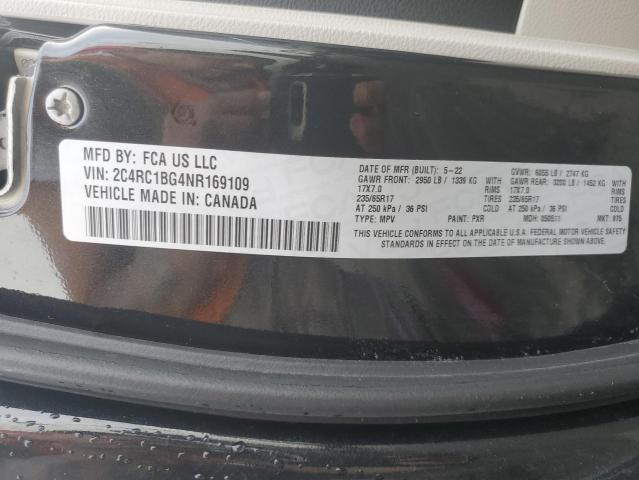 MFD BY: FCA US LLC
VIN: 2C4RC1BG4NR169109
VEHICLE MADE IN: CANADA
DATE OF MFR (BUILT): 5-22 GVWR: 6055 LB / 2747 KG
GAWR FRONT: 2950 LB / 1339 KG GAWR REAR: 3200 LB / 1452 KG
17X7.0 RIMS 17X7.0 RIMS
235/65R17 TIRES 235/65R17 TIRES
AT 250 kPa / 36 PSI COLD AT 250 kPa / 36 PSI COLD
TYPE: MPV PAINT: PXR MDH: 050511 MKT:
THIS VEHICLE CONFORMS TO ALL APPLICABLE U.S.A. FEDERAL MOTOR VEHICLE SAFETY
STANDARDS IN EFFECT ON THE DATE OF MANUFACTURE SHOWN ABOVE.